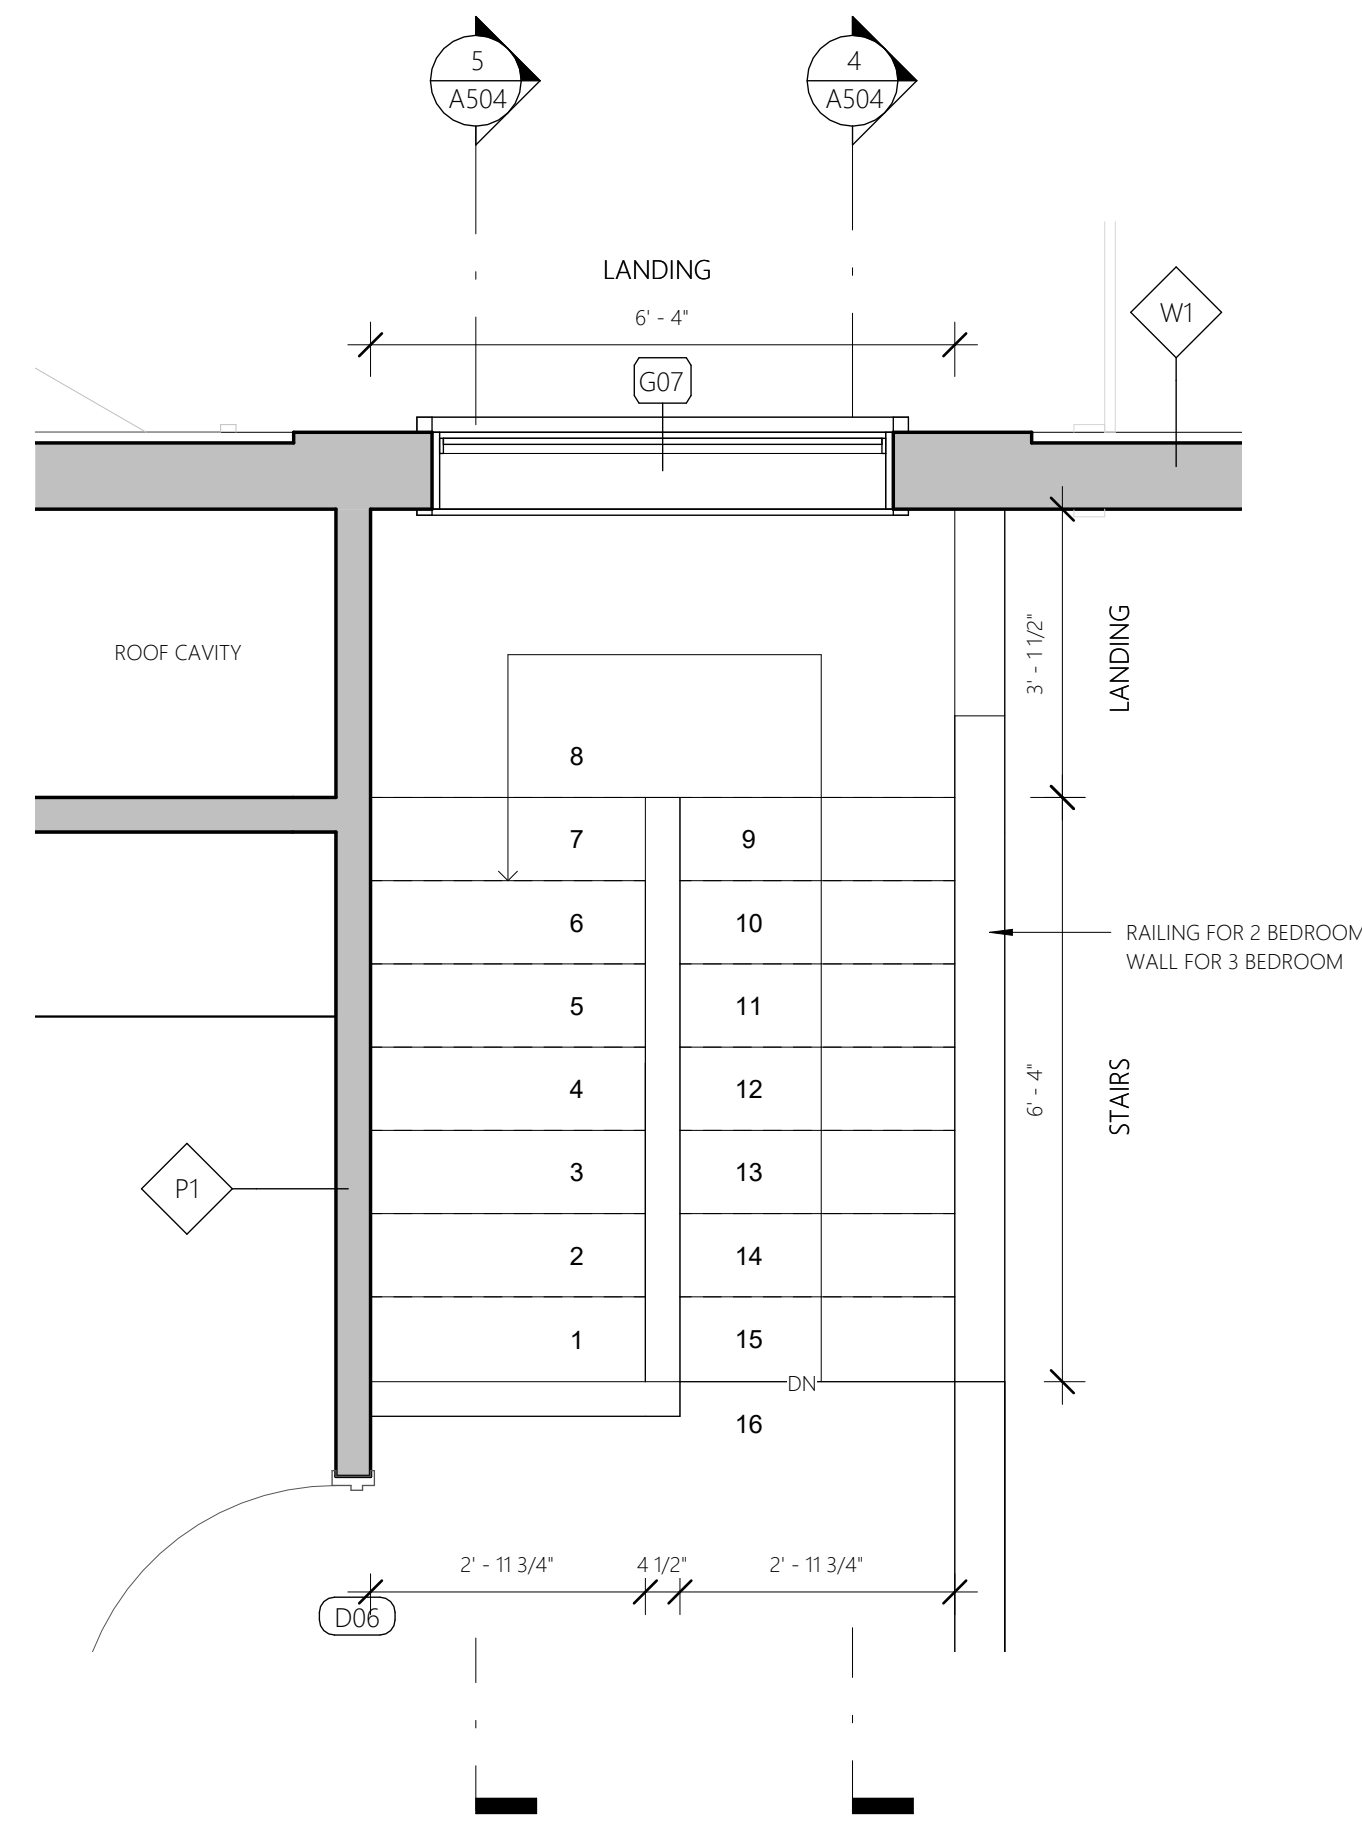 5
A504
4
A504
LANDING
6' - 4"
W1
G07
ROOF CAVITY
3' - 1 1/2"
LANDING
8
7
9
6
10
RAILING FOR 2 BEDROOM
WALL FOR 3 BEDROOM
5
11
4
12
6' - 4"
STAIRS
3
13
P1
2
14
1
15
DN
16
2' - 11 3/4"
4 1/2"
2' - 11 3/4"
D06